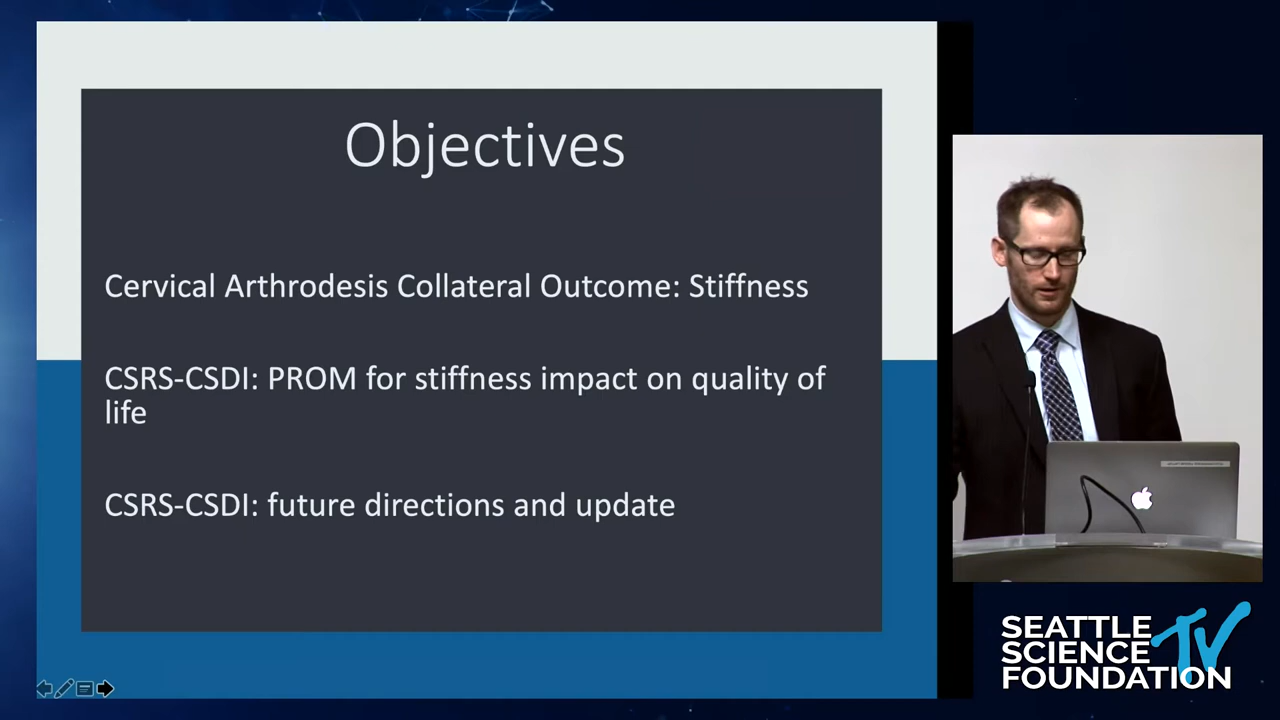 Objectives
Cervical Arthrodesis Collateral Outcome: Stiffness
CSRS-CSDI: PROM for stiffness impact on quality of
life
CSRS-CSDI: future directions and update
SEATTLE
SCIENCE TV
FOUNDATION